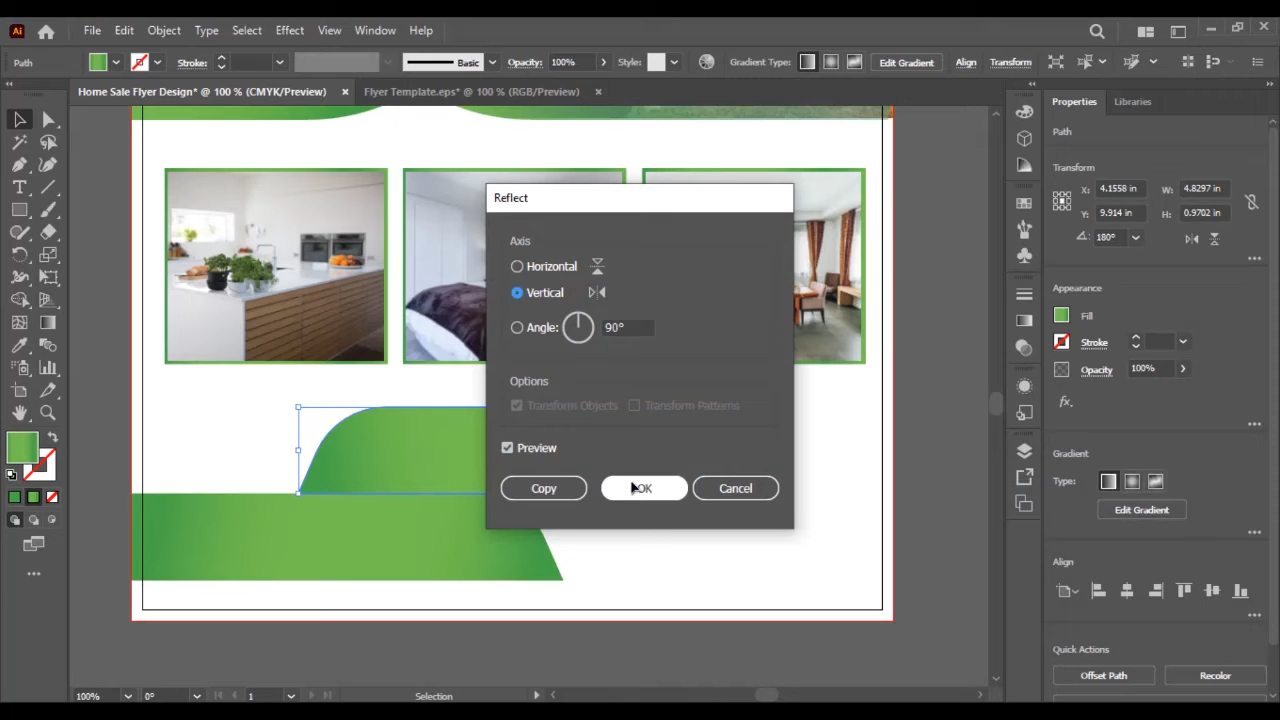 Ai File Edit Object Type Select Effect View Window Help
Path Stroke: Basic Opacity: 100% Style: Gradient Type: Edit Gradient Align Transform
Home Sale Flyer Design* @ 100 % (CMYK/Preview) × Flyer Template.eps* @ 100 % (RGB/Preview) ×
Properties Libraries
Path
Transform
X: 4.1558 in W: 4.8297 in
Y: 9.914 in H: 0.9702 in
180°
Appearance
Fill
Stroke
Opacity 100%
fx.
Gradient
Type:
Edit Gradient
Align
Quick Actions
Offset Path Recolor
Reflect
Axis
Horizontal
Vertical
Angle: 90°
Options
Transform Objects Transform Patterns
Preview
Copy OK Cancel
100% 0° 1 Selection